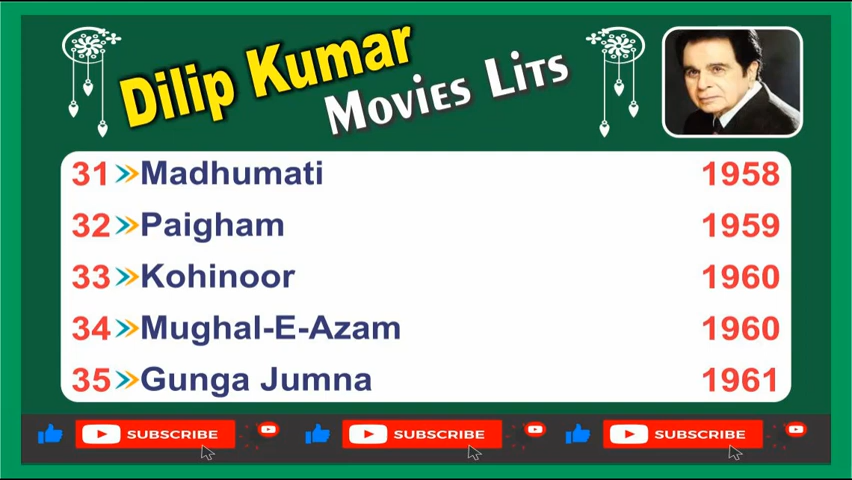 Dilip Kumar
Movies Lits
31 Madhumati 1958
32 Paigham 1959
33 Kohinoor 1960
34 Mughal-E-Azam 1960
35 Gunga Jumna 1961
SUBSCRIBE SUBSCRIBE SUBSCRIBE